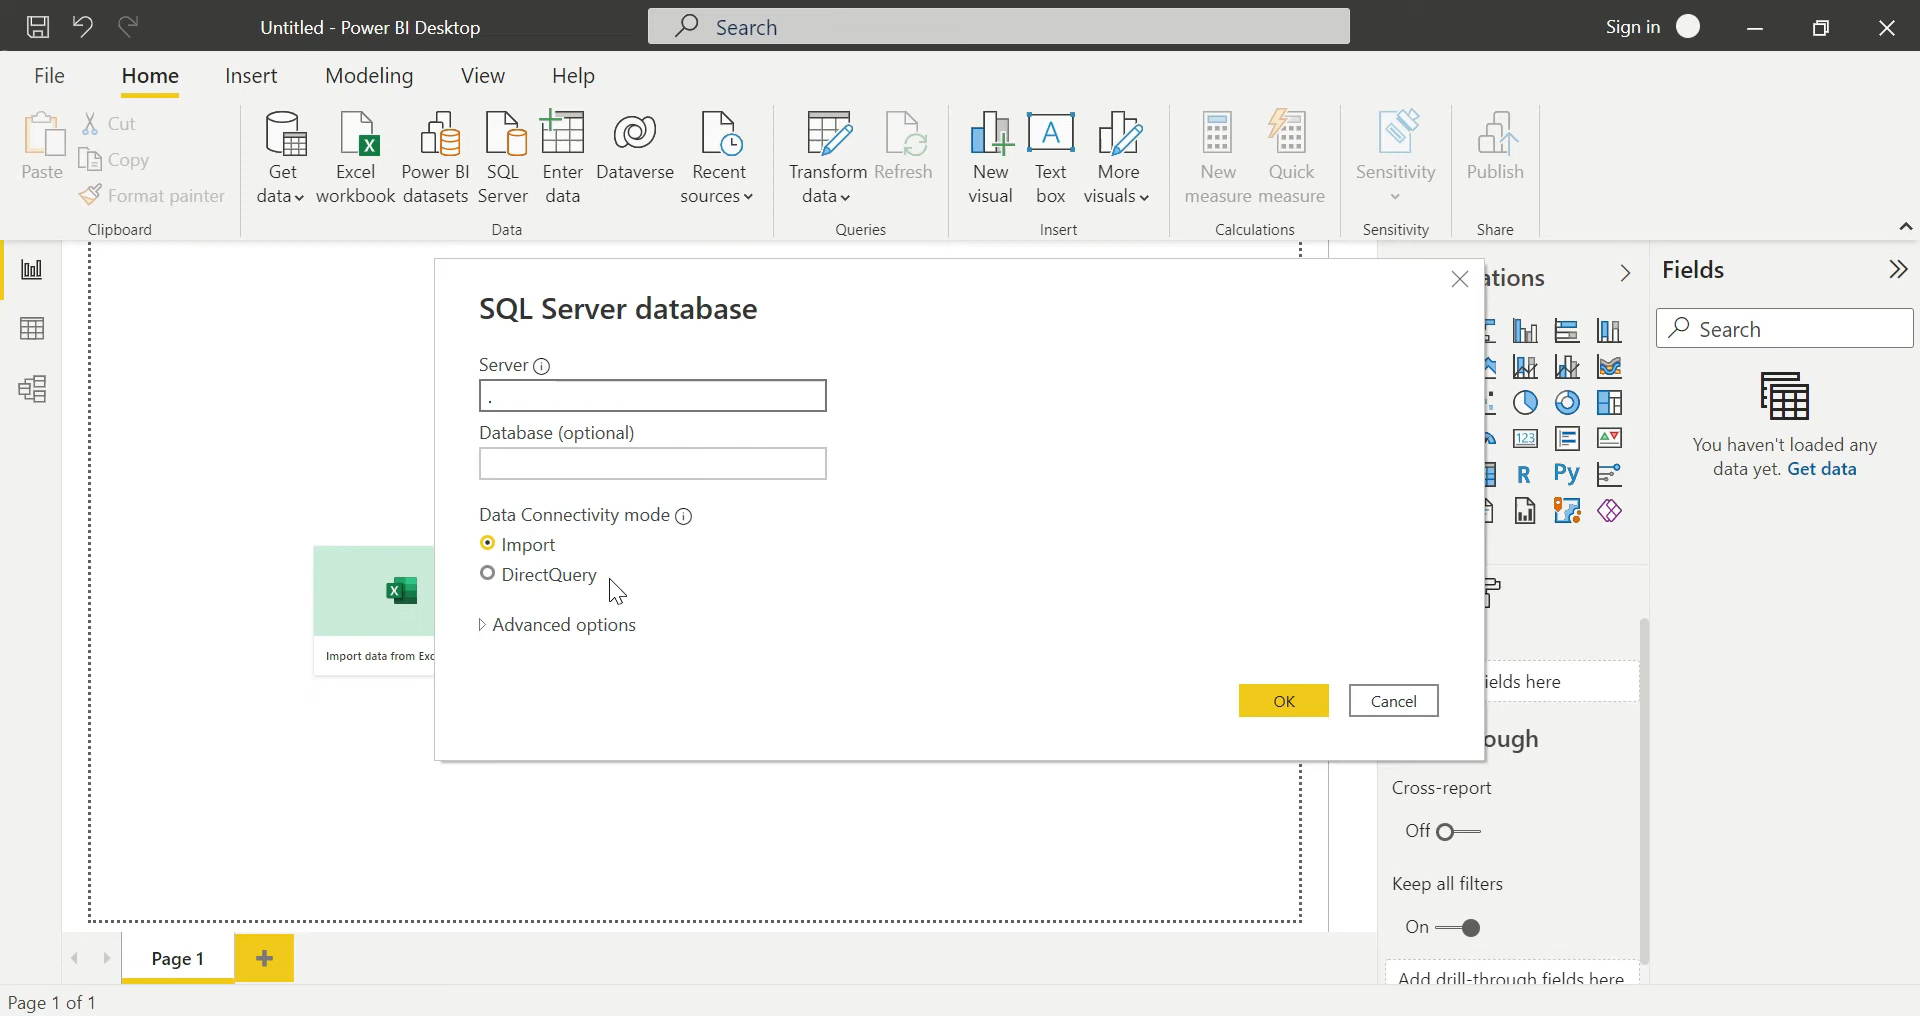 Untitled - Power BI Desktop
Search
Sign in
File
Home
Insert
Modeling
View
Help
Paste
Cut
Copy
Format painter
Clipboard
Get data
Excel workbook
Power BI datasets
SQL Server
Enter data
Dataverse
Recent sources
Data
Transform data
Refresh
Queries
New visual
Text box
More visuals
Insert
New measure
Quick measure
Calculations
Sensitivity
Sensitivity
Publish
Share
SQL Server database
Server
.
Database (optional)
Data Connectivity mode
Import
DirectQuery
Advanced options
OK
Cancel
Import data from Exc
ations
123
R
Py
ields here
ough
Cross-report
Off
Keep all filters
On
Add drill-through fields here
Fields
Search
You haven't loaded any
data yet. Get data
Page 1
Page 1 of 1